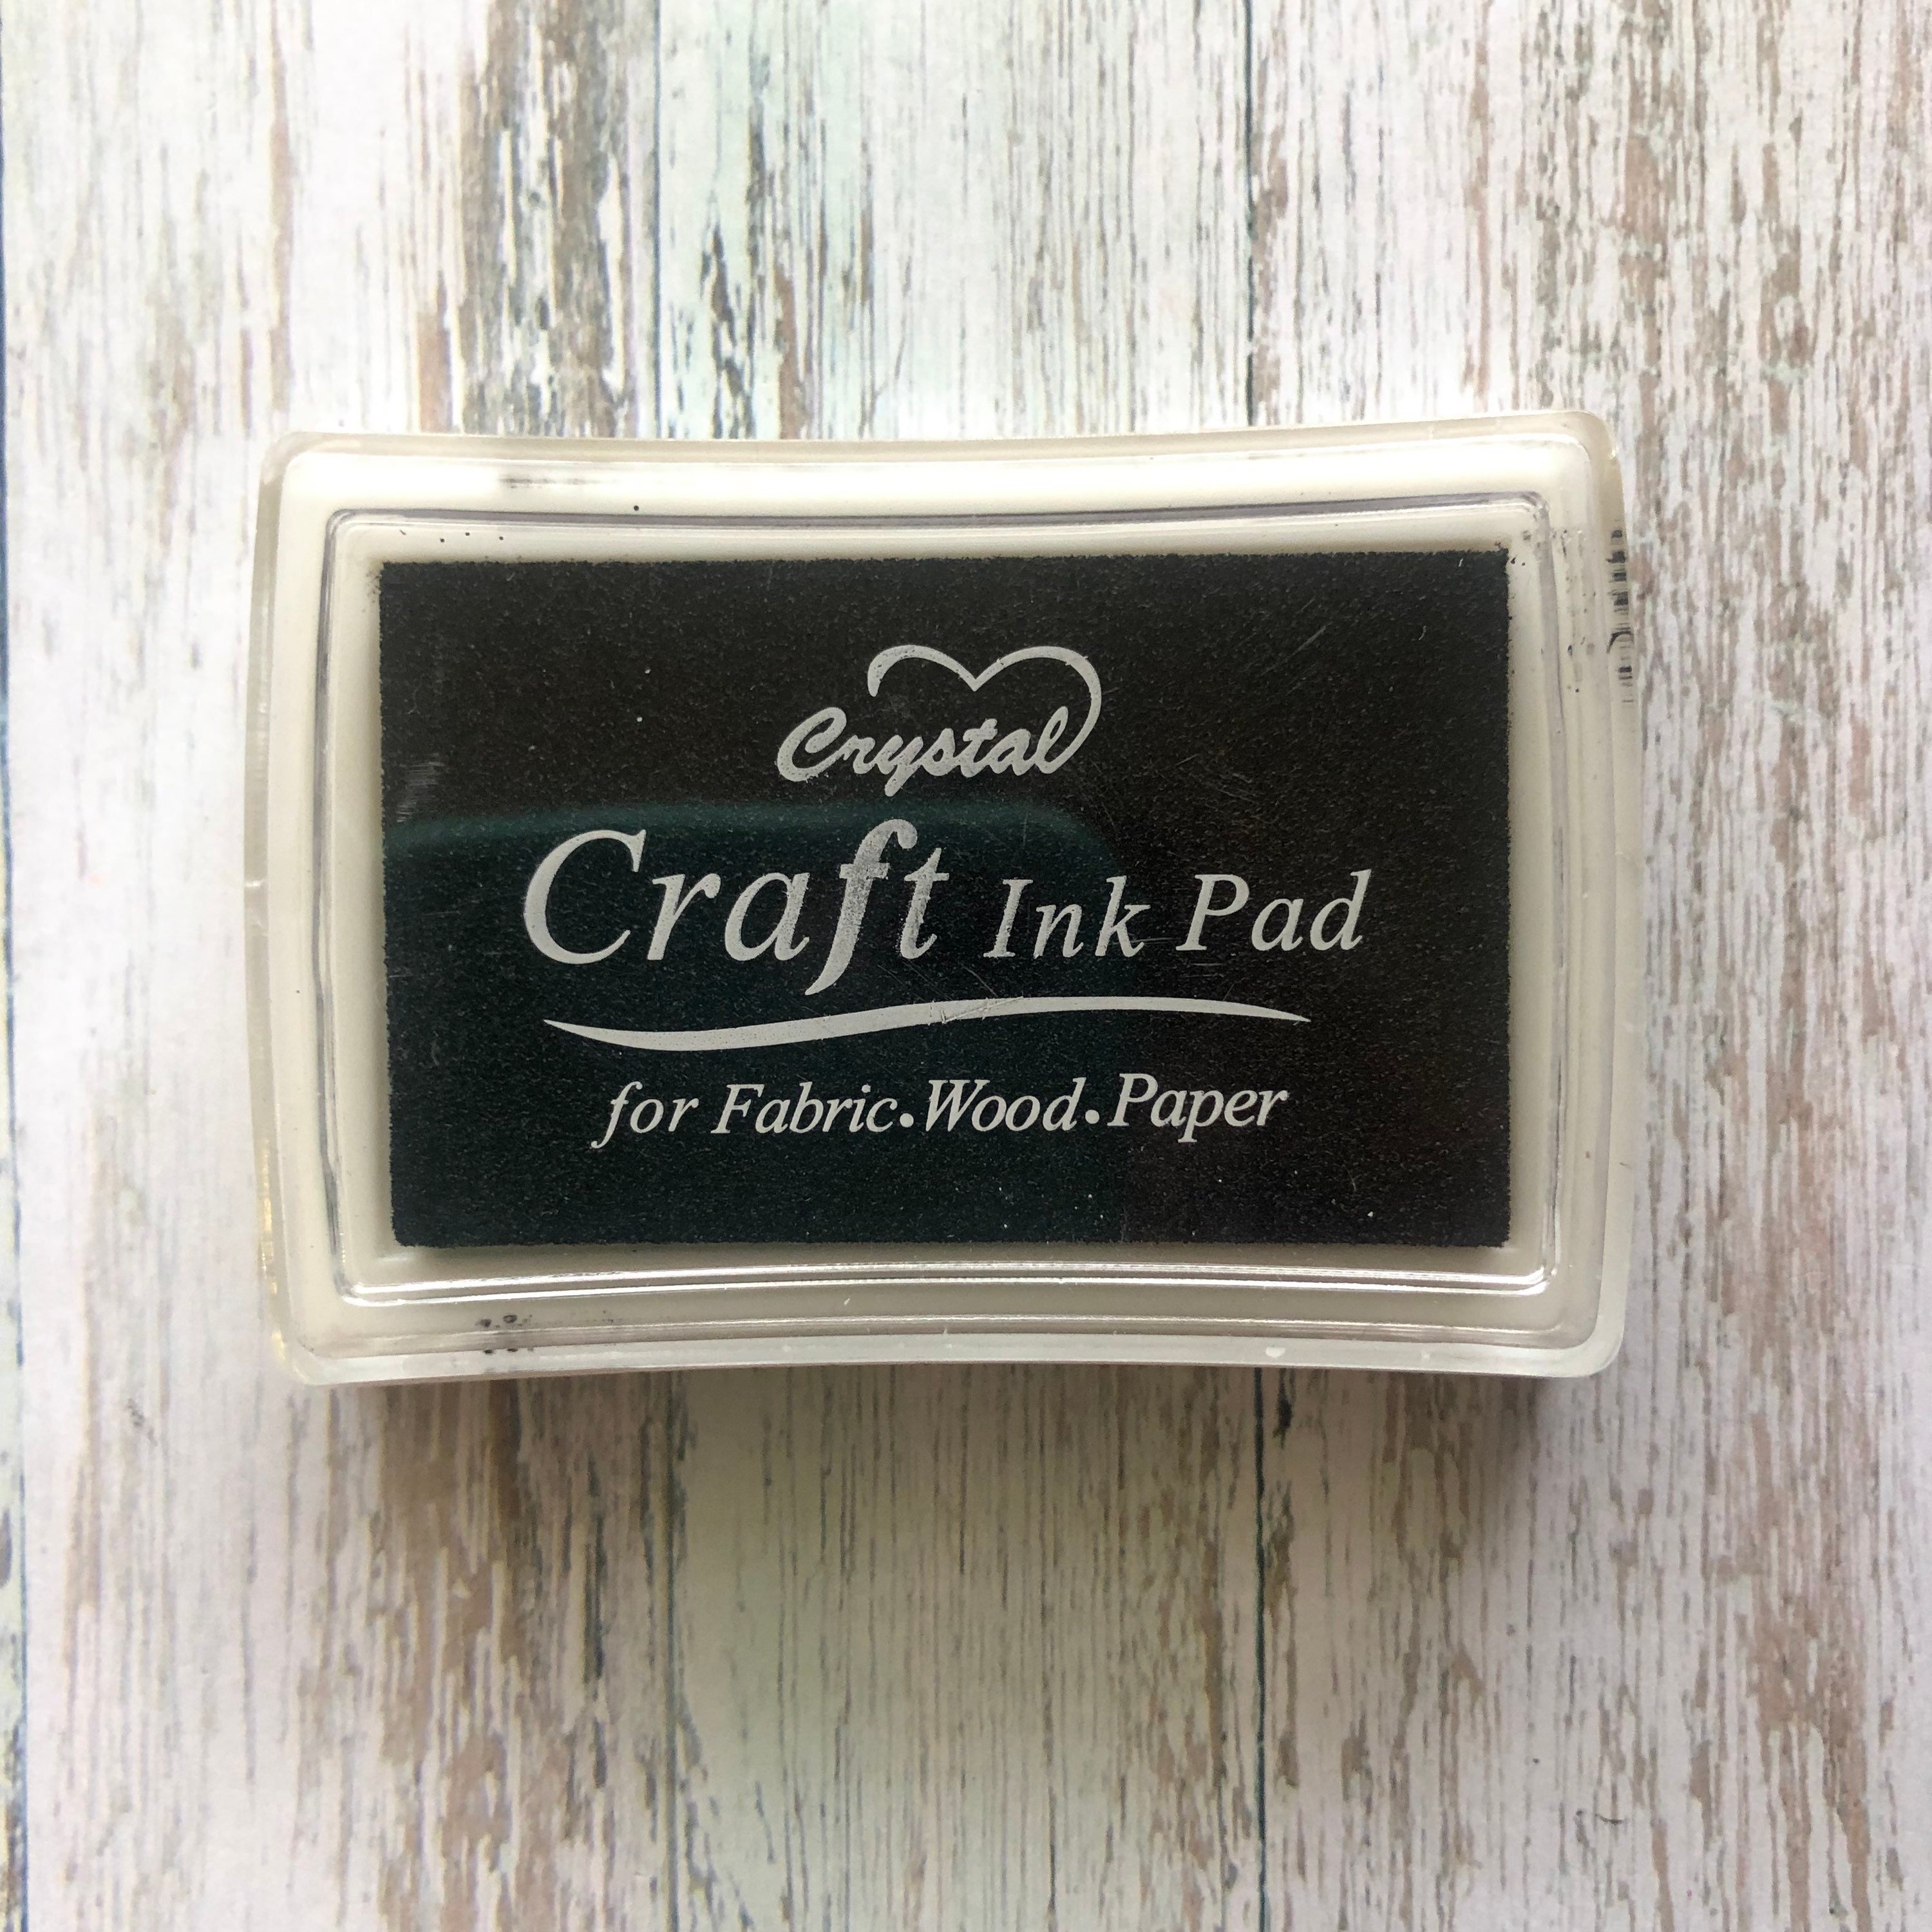 Crystal
Craft Ink Pad
for Fabric.Wood.Paper